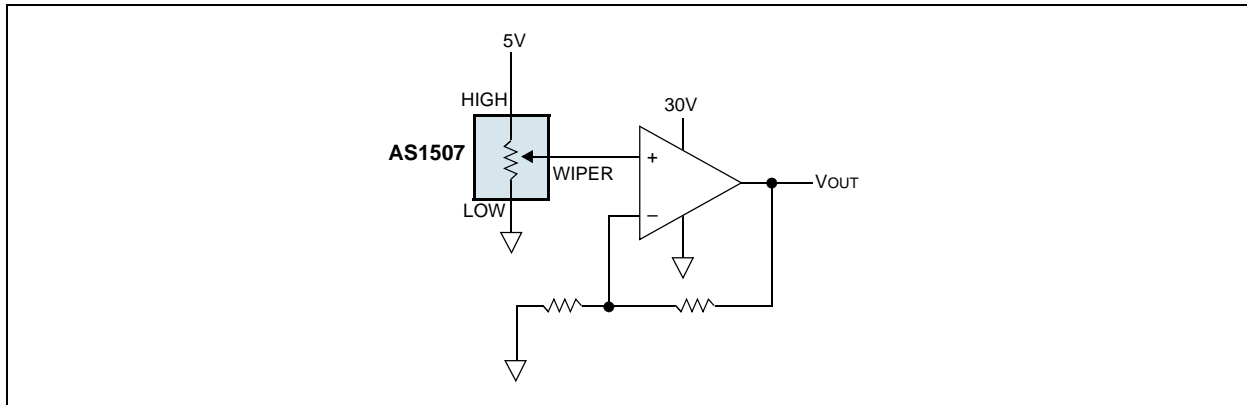 5V
HIGH
30V
AS1507
+
WIPER
VOUT
LOW
−